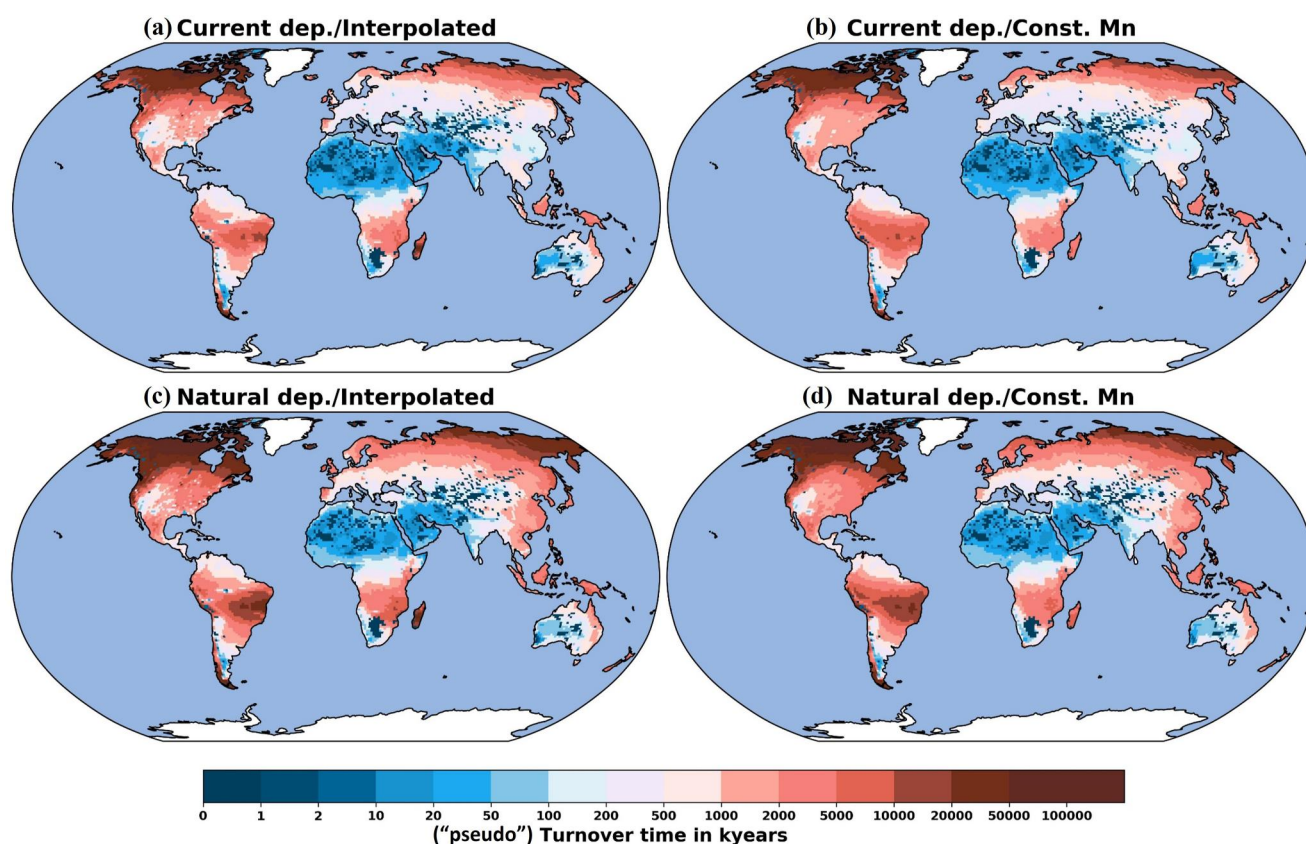 (a) Current dep./Interpolated
(b) Current dep./Const. Mn
(c) Natural dep./Interpolated
(d) Natural dep./Const. Mn
0 1 2 10 20 50 100 200 500 1000 2000 5000 10000 20000 50000 100000
("pseudo") Turnover time in kyears